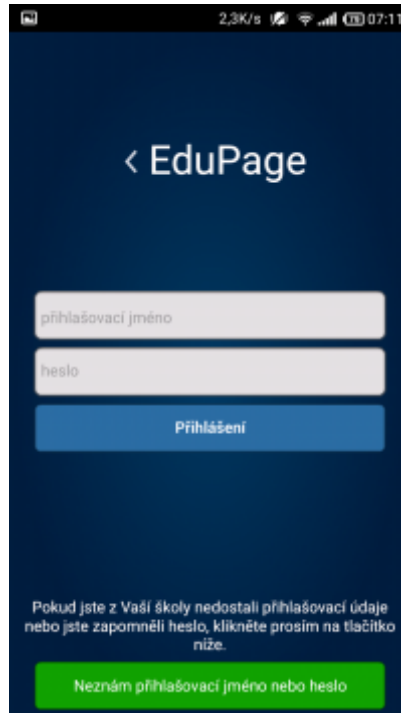 2,3K/s 78 07:11
< EduPage
přihlašovací jméno
heslo
Přihlášení
Pokud jste z Vaší školy nedostali přihlašovací údaje
nebo jste zapomněli heslo, klikněte prosím na tlačítko
níže.
Neznám přihlašovací jméno nebo heslo